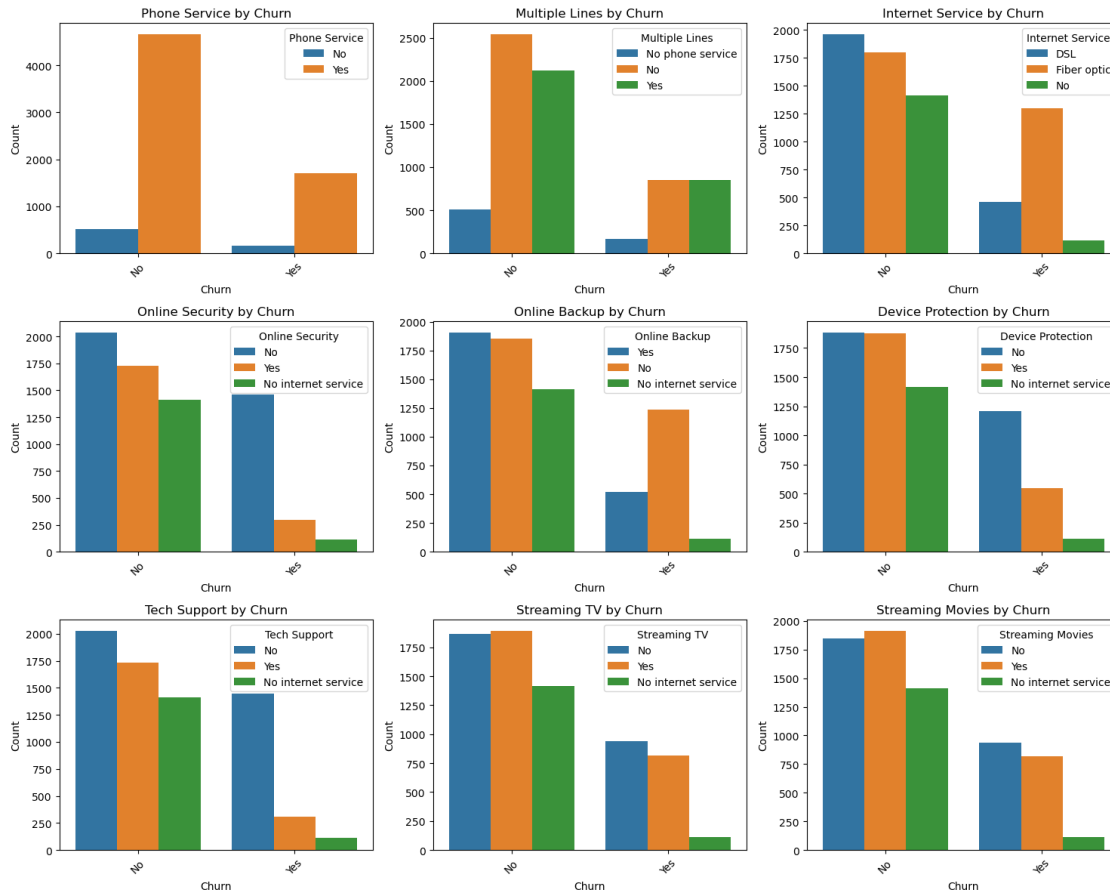 Phone Service by Churn
Phone Service
No
Yes
4000
3000
2000
1000
0
Count
No
Yes
Churn
Multiple Lines by Churn
Multiple Lines
No phone service
No
Yes
2500
2000
1500
1000
500
0
Count
No
Yes
Churn
Internet Service by Churn
Internet Service
DSL
Fiber optic
No
2000
1750
1500
1250
1000
750
500
250
0
Count
No
Yes
Churn
Online Security by Churn
Online Security
No
Yes
No internet service
2000
1750
1500
1250
1000
750
500
250
0
Count
No
Yes
Churn
Online Backup by Churn
Online Backup
Yes
No
No internet service
2000
1750
1500
1250
1000
750
500
250
0
Count
No
Yes
Churn
Device Protection by Churn
Device Protection
No
Yes
No internet service
1750
1500
1250
1000
750
500
250
0
Count
No
Yes
Churn
Tech Support by Churn
Tech Support
No
Yes
No internet service
2000
1750
1500
1250
1000
750
500
250
0
Count
No
Yes
Churn
Streaming TV by Churn
Streaming TV
No
Yes
No internet service
1750
1500
1250
1000
750
500
250
0
Count
No
Yes
Churn
Streaming Movies by Churn
Streaming Movies
No
Yes
No internet service
2000
1750
1500
1250
1000
750
500
250
0
Count
No
Yes
Churn